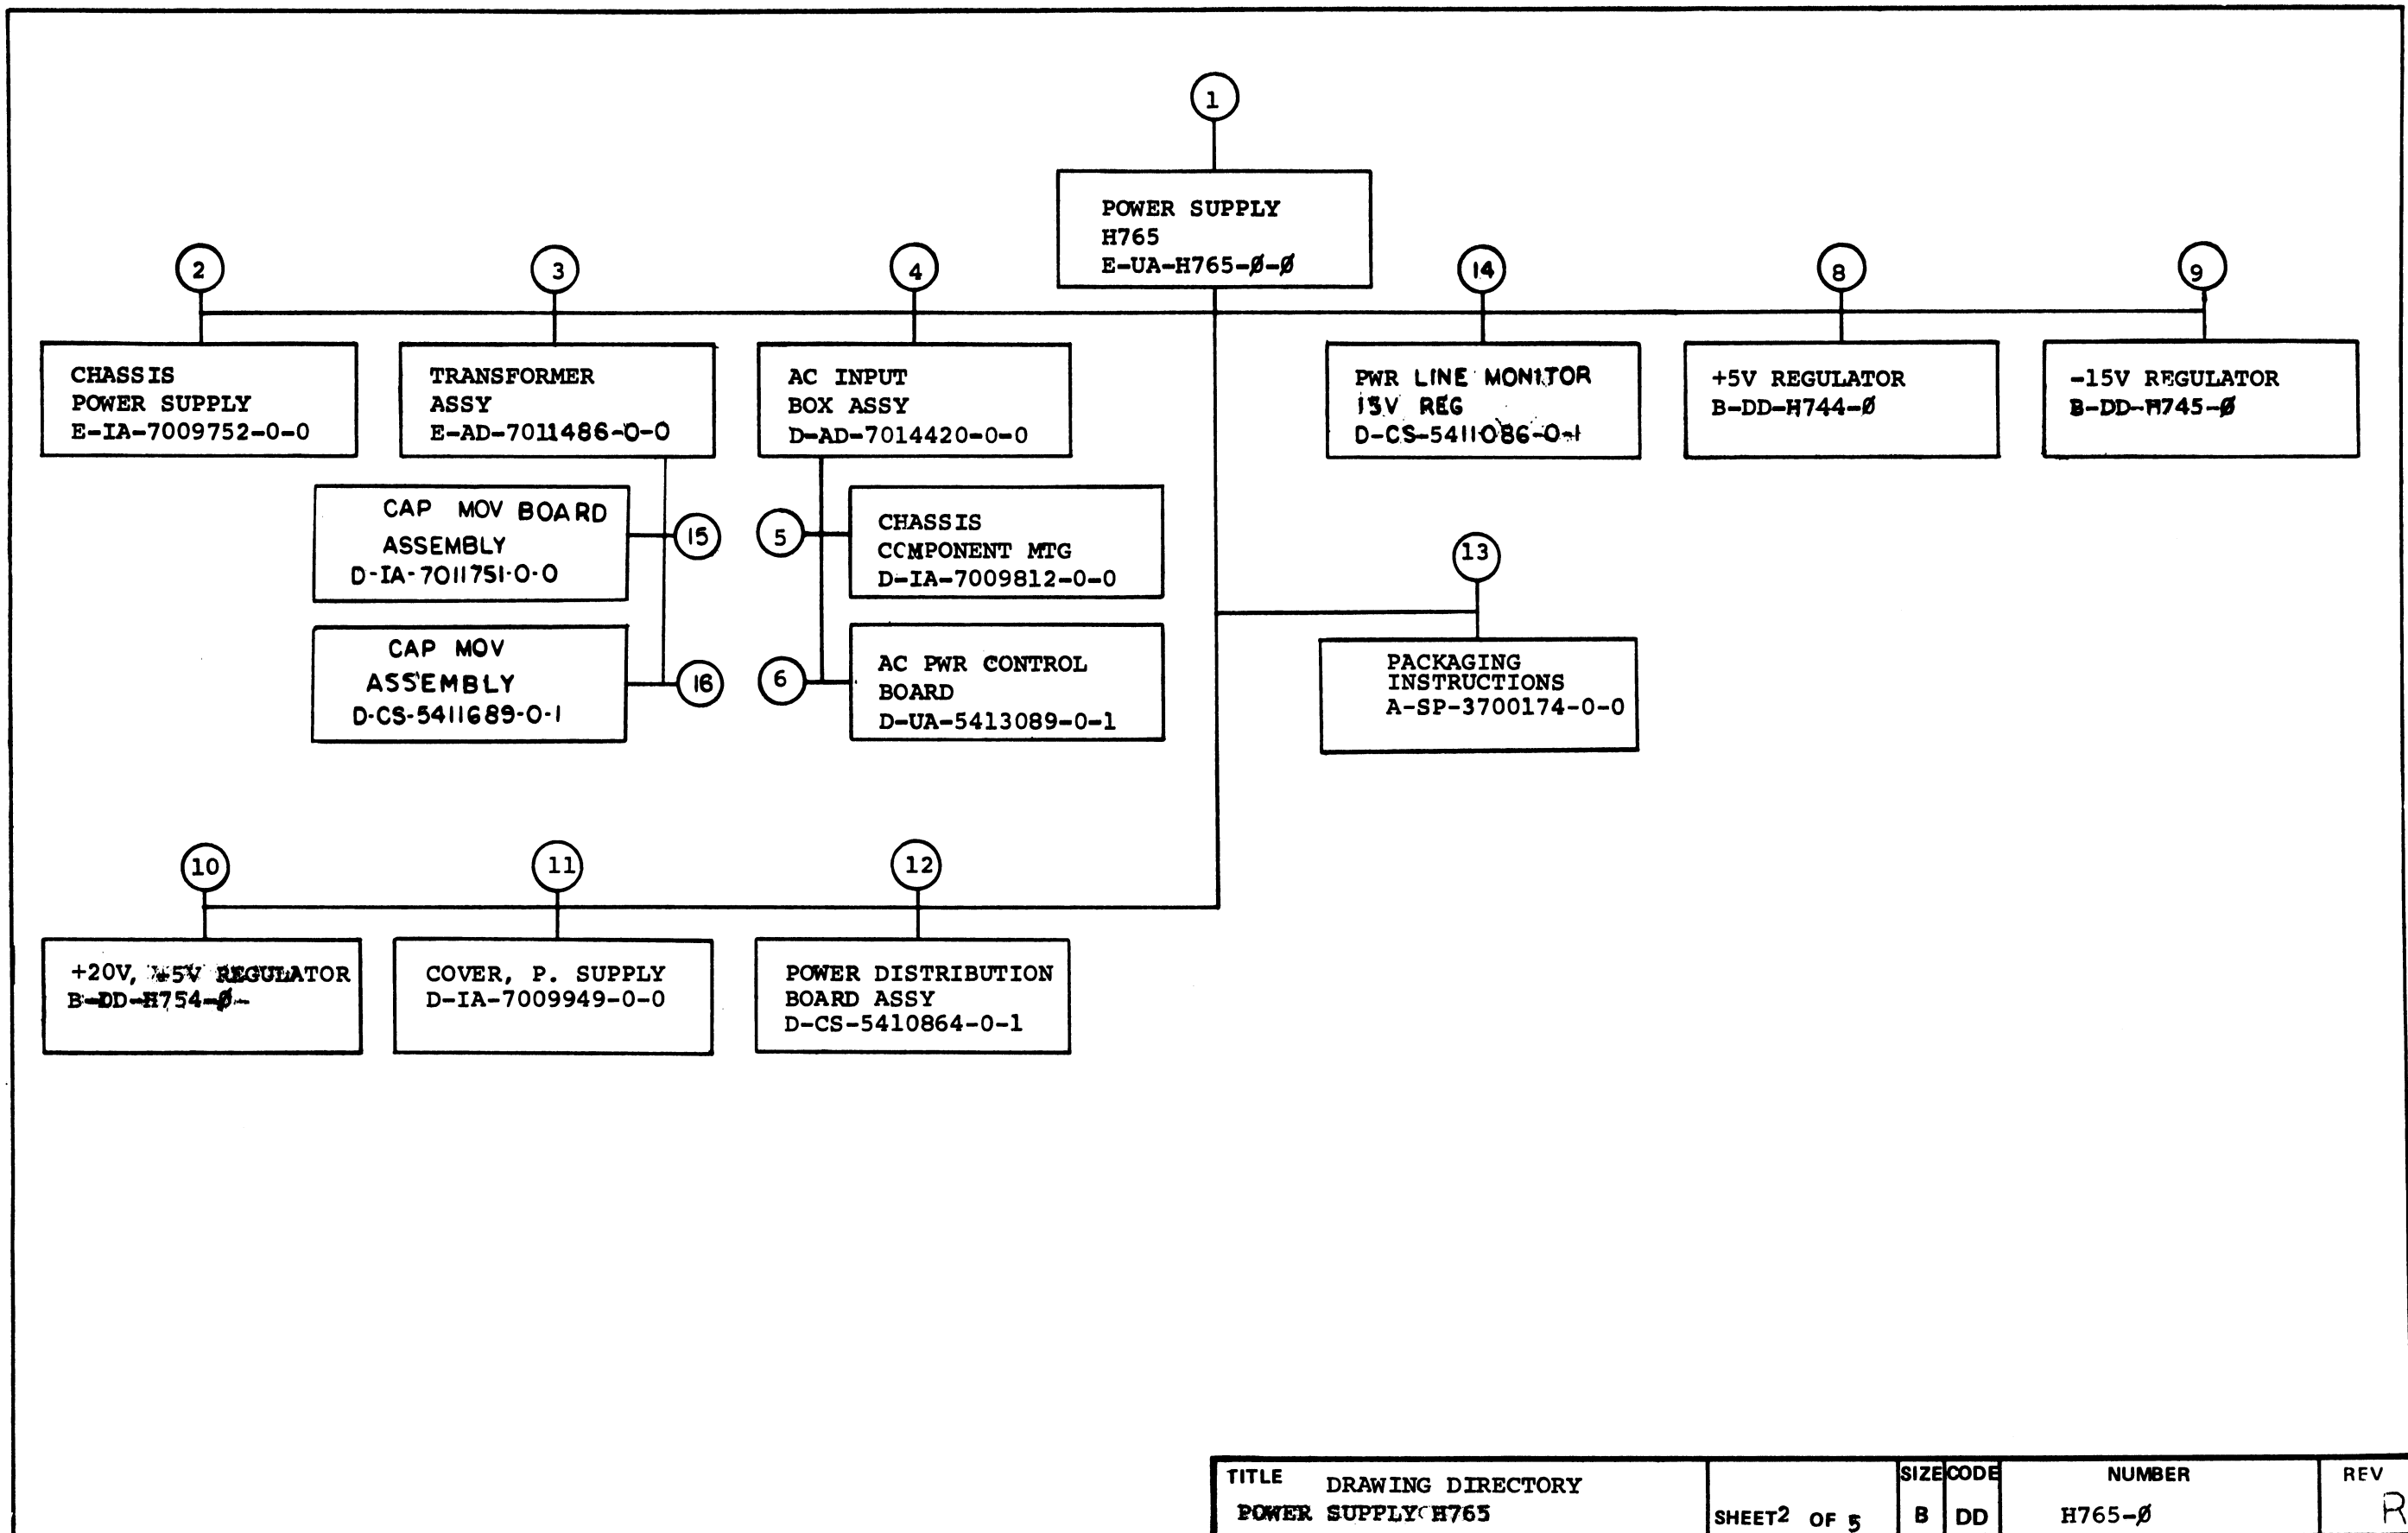 1
POWER SUPPLY
H765
E-UA-H765-Ø-Ø
2
3
4
14
8
9
CHASSIS
POWER SUPPLY
E-IA-7009752-0-0
TRANSFORMER
ASSY
E-AD-7011486-0-0
AC INPUT
BOX ASSY
D-AD-7014420-0-0
PWR LINE MONITOR
15V REG
D-CS-5411086-0-1
+5V REGULATOR
B-DD-H744-Ø
-15V REGULATOR
B-DD-H745-Ø
CAP MOV BOARD
ASSEMBLY
D-IA-7011751-0-0
15
5
CHASSIS
COMPONENT MTG
D-IA-7009812-0-0
13
CAP MOV
ASSEMBLY
D-CS-5411689-0-1
16
6
AC PWR CONTROL
BOARD
D-UA-5413089-0-1
PACKAGING
INSTRUCTIONS
A-SP-3700174-0-0
10
11
12
+20V, REGULATOR
B-DD-H754-Ø-
COVER, P. SUPPLY
D-IA-7009949-0-0
POWER DISTRIBUTION
BOARD ASSY
D-CS-5410864-0-1
TITLE DRAWING DIRECTORY
POWER SUPPLY H765
SHEET 2 OF 5
SIZE
B
CODE
DD
NUMBER
H765-Ø
REV